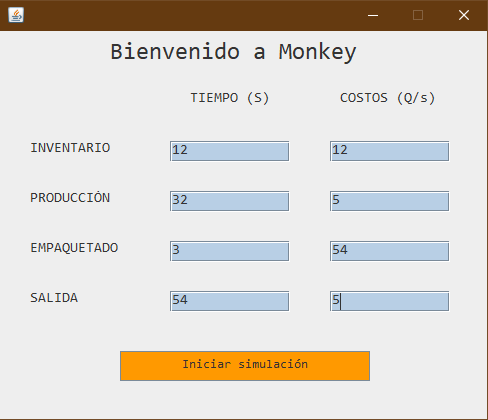 Bienvenido a Monkey
TIEMPO (S) COSTOS (Q/s)
INVENTARIO 12 12
PRODUCCIÓN 32 5
EMPAQUETADO 3 54
SALIDA 54 5
Iniciar simulación